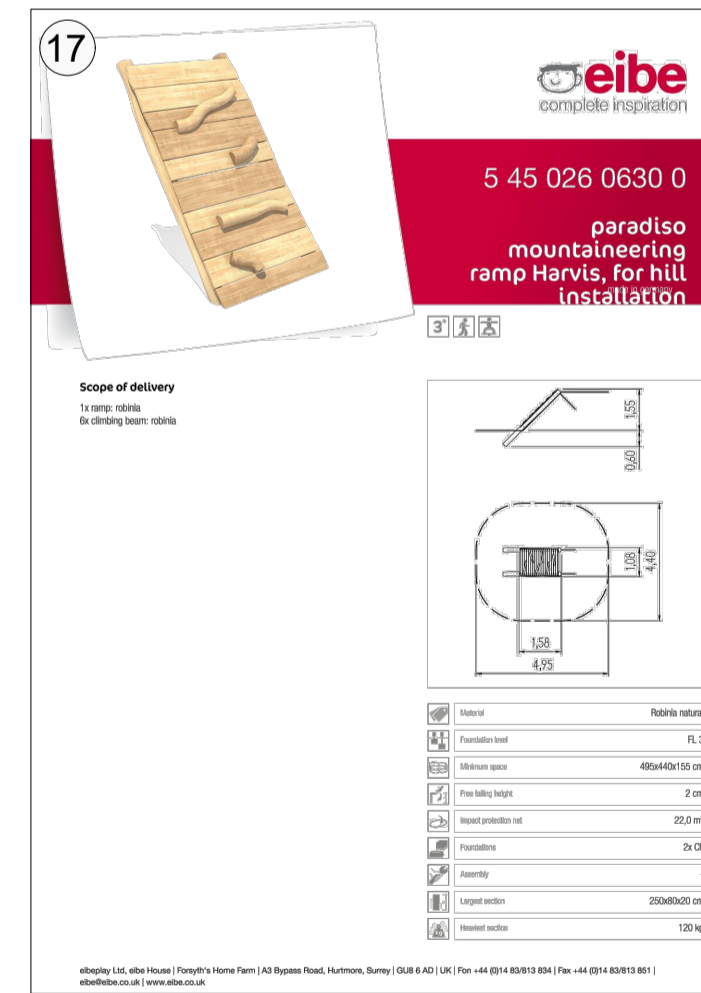 17
eibe
complete inspiration
5 45 026 0630 0
paradiso
mountaineering
ramp Harvis, for hill
installation
made in germany
3+
Scope of delivery
1x ramp: robinia
6x climbing beam: robinia
1,55
0,60
1,08
4,40
1,58
4,95
Material Robinia natura
Foundation level FL 3
Minimum space 495x440x155 cm
Free falling height 2 cm
Impact protection net 22,0 m
Foundations 2x
Assembly
Largest section 250x80x20 cm
Heaviest section 120 kg
eibeplay Ltd, eibe House | Forsyth's Home Farm | A3 Bypass Road, Hurtmore, Surrey | GU8 6 AD | UK | Fon +44 (0)14 83/813 834 | Fax +44 (0)14 83/813 851 |
eibe@eibe.co.uk | www.eibe.co.uk